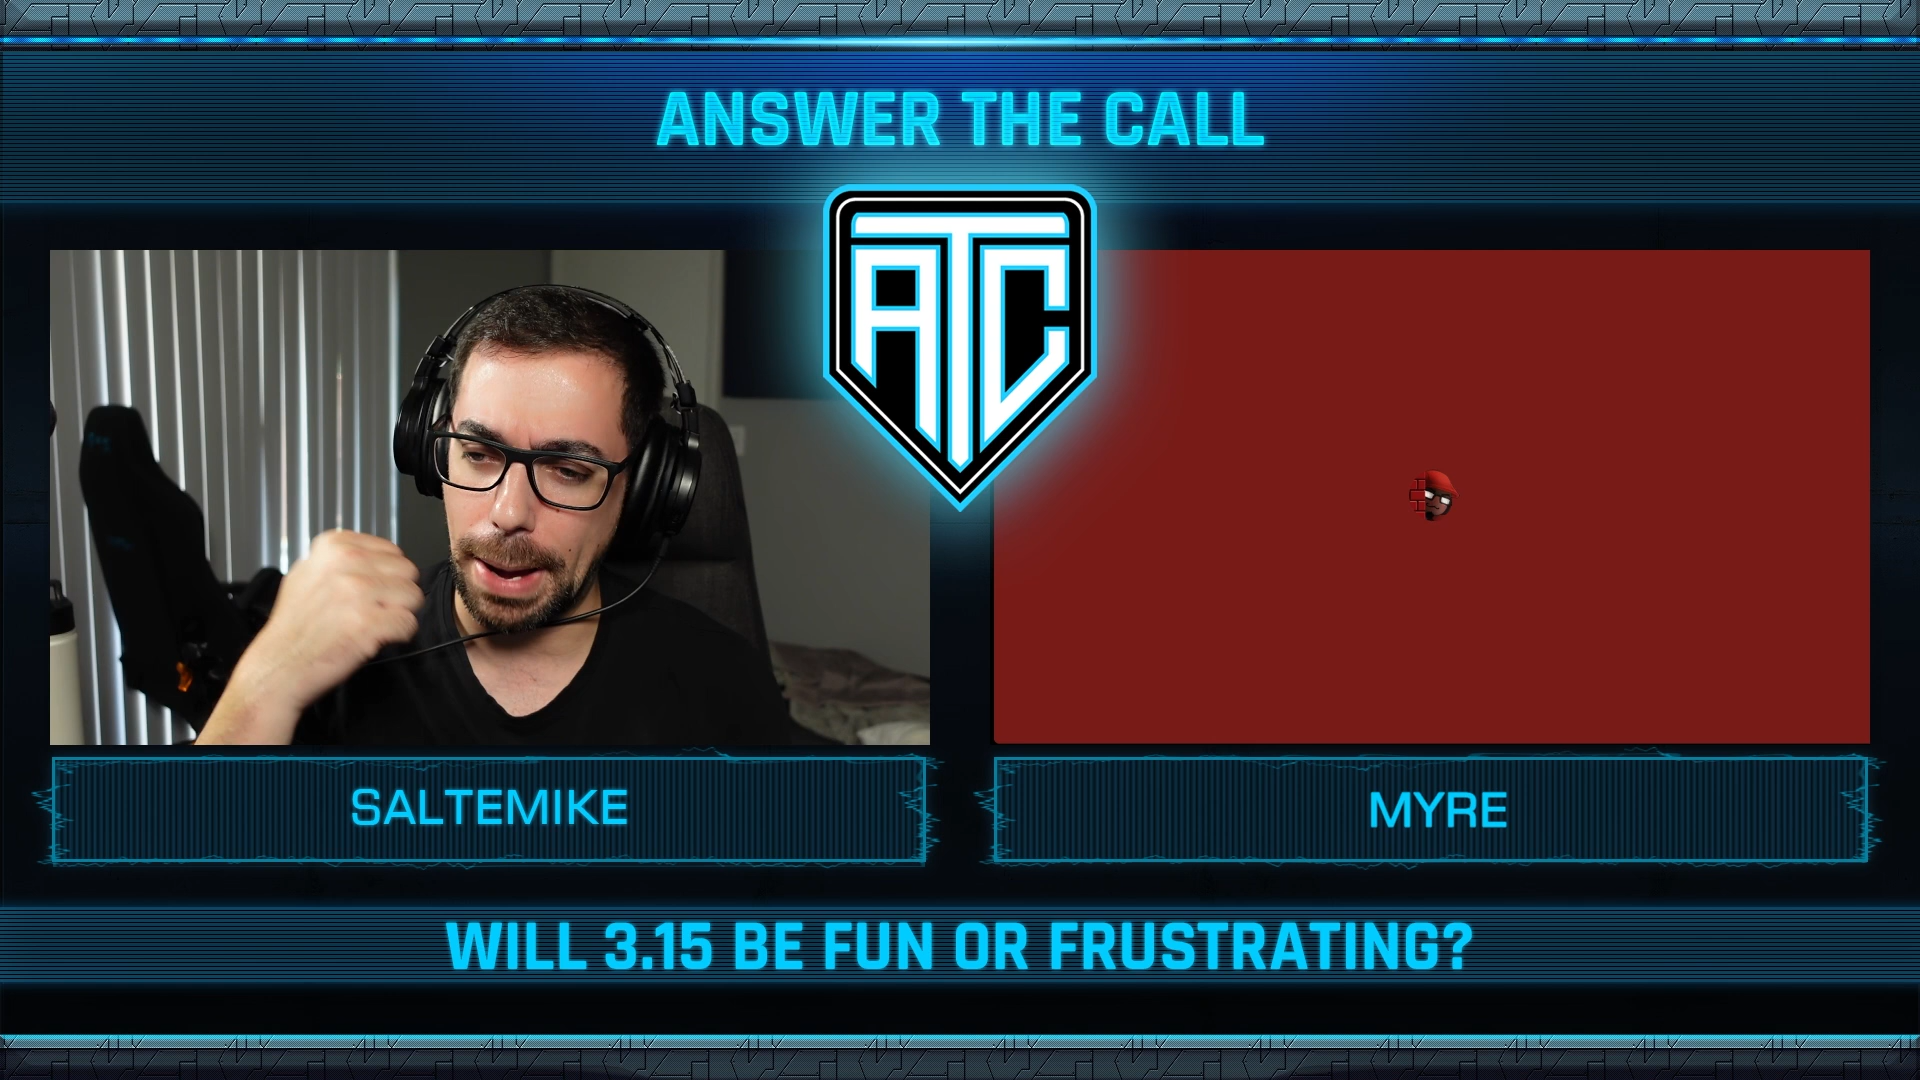 ANSWER THE CALL
ATC
SALTEMIKE
MYRE
WILL 3.15 BE FUN OR FRUSTRATING?